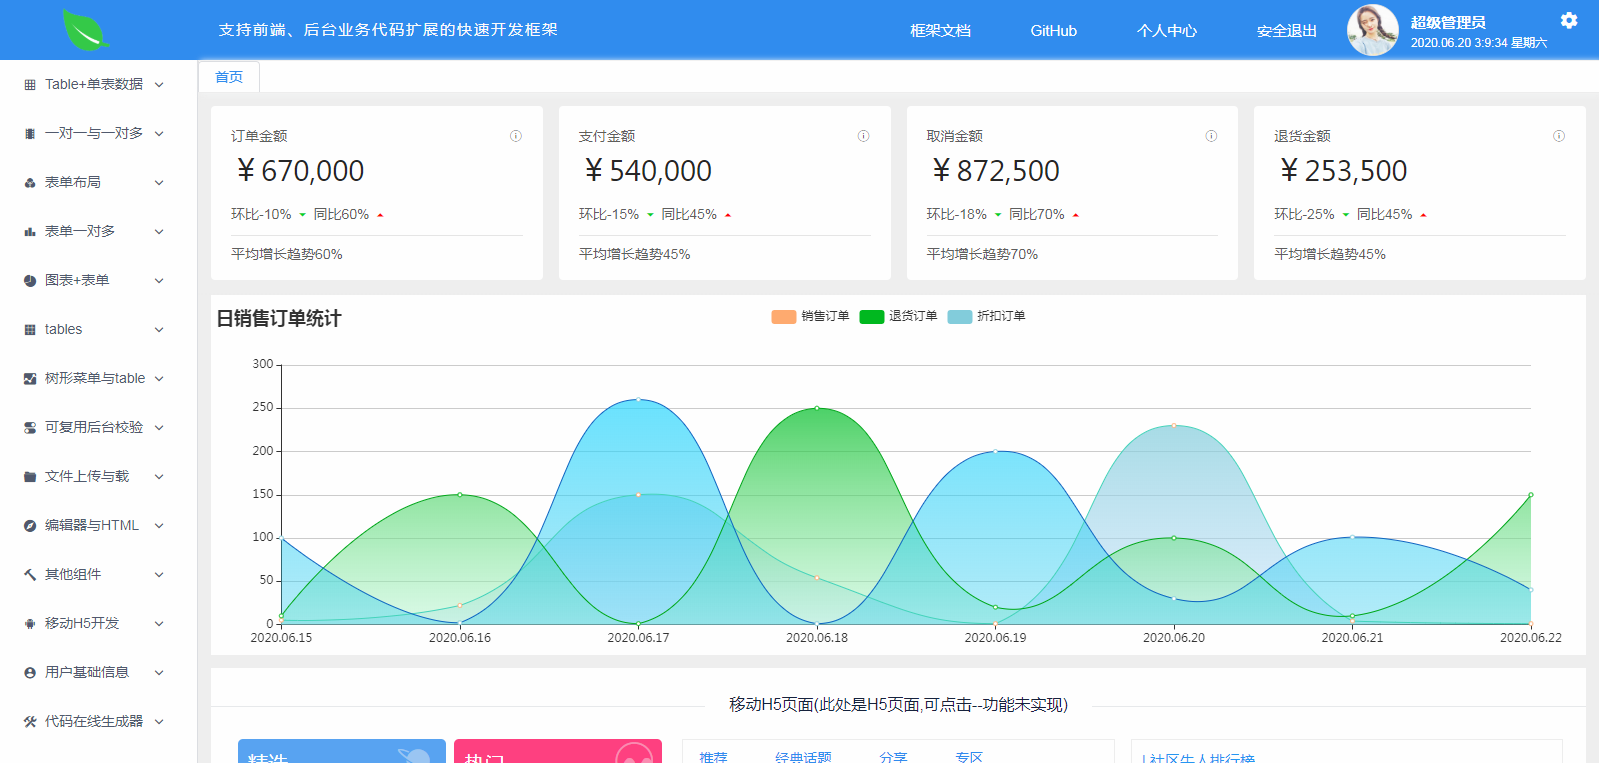 支持前端、后台业务代码扩展的快速开发框架
框架文档
GitHub
个人中心
安全退出
超级管理员
2020.06.20 3:9:34 星期六
Table+单表数据
一对一与一对多
表单布局
表单一对多
图表+表单
tables
树形菜单与table
可复用后台校验
文件上传与载
编辑器与HTML
其他组件
移动H5开发
用户基础信息
代码在线生成器
首页
订单金额
￥670,000
环比-10% 同比60%
平均增长趋势60%
支付金额
￥540,000
环比-15% 同比45%
平均增长趋势45%
取消金额
￥872,500
环比-18% 同比70%
平均增长趋势70%
退货金额
￥253,500
环比-25% 同比45%
平均增长趋势45%
日销售订单统计
销售订单 退货订单 折扣订单
300
250
200
150
100
50
0
2020.06.15 2020.06.16 2020.06.17 2020.06.18 2020.06.19 2020.06.20 2020.06.21 2020.06.22
移动H5页面(此处是H5页面,可点击--功能未实现)
精选
热门
推荐 经典话题 分享 专区
| 社区牛人排行榜